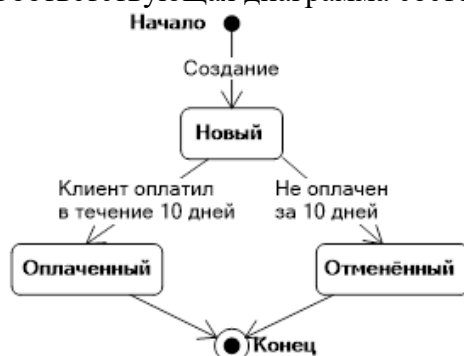 Начало
Создание
Новый
Клиент оплатил
в течение 10 дней
Не оплачен
за 10 дней
Оплаченный
Отменённый
Конец